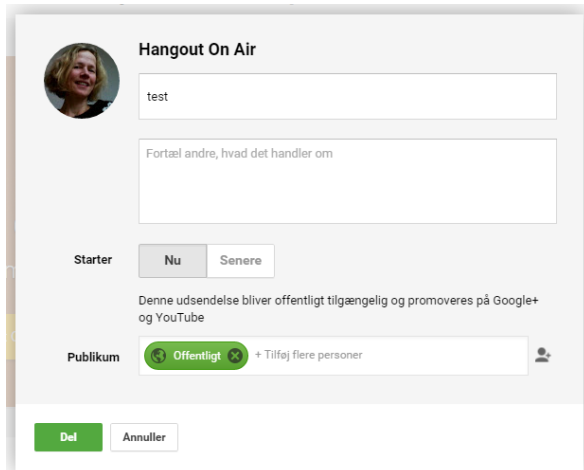 Hangout On Air
test
Fortæl andre, hvad det handler om
Starter
Nu
Senere
Denne udsendelse bliver offentligt tilgængelig og promoveres på Google+
og YouTube
Publikum
Offentligt
+ Tilføj flere personer
Del
Annuller